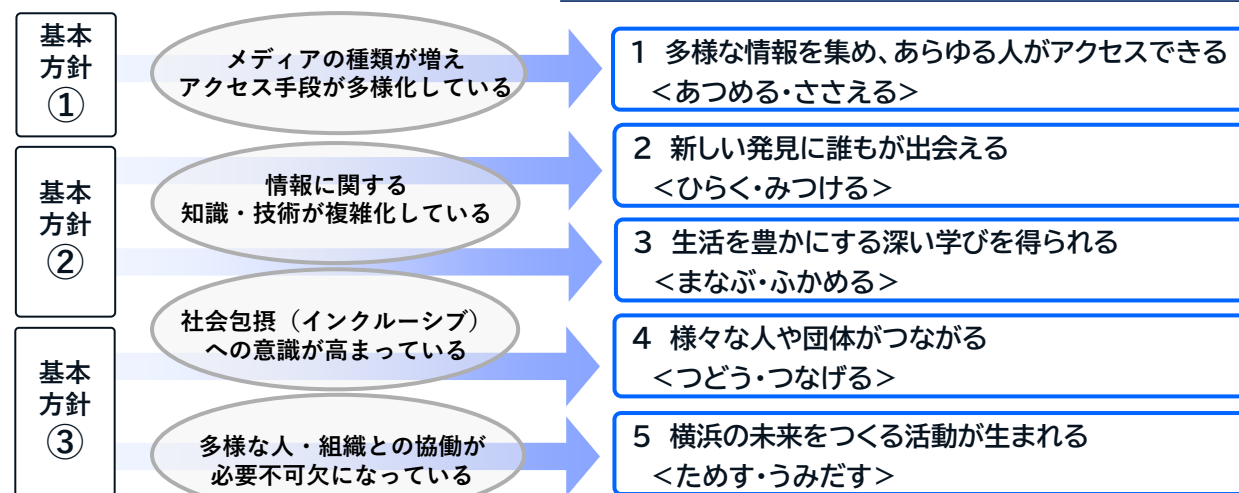 基本
方針
①
メディアの種類が増え
アクセス手段が多様化している
1 多様な情報を集め、あらゆる人がアクセスできる
<あつめる・ささえる>
基本
方針
②
情報に関する
知識・技術が複雑化している
2 新しい発見に誰もが出会える
<ひらく・みつける>
3 生活を豊かにする深い学びを得られる
<まなぶ・ふかめる>
社会包摂（インクルーシブ）
への意識が高まっている
基本
方針
③
4 様々な人や団体がつながる
<つどう・つなげる>
多様な人・組織との協働が
必要不可欠になっている
5 横浜の未来をつくる活動が生まれる
<ためす・うみだす>